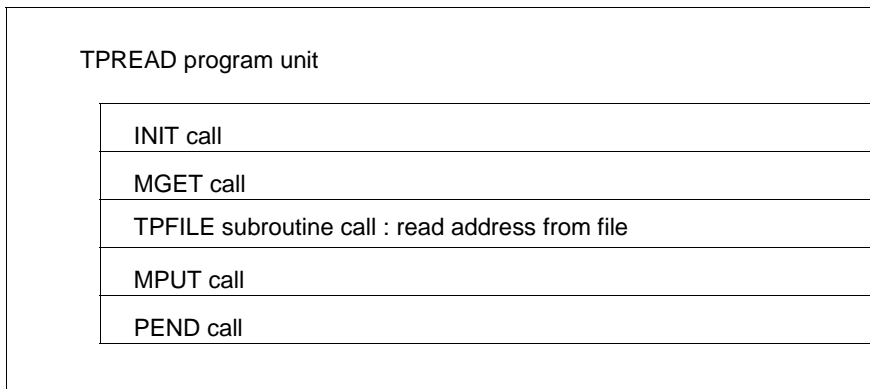 TPREAD program unit
INIT call
MGET call
TPFILE subroutine call : read address from file
MPUT call
PEND call